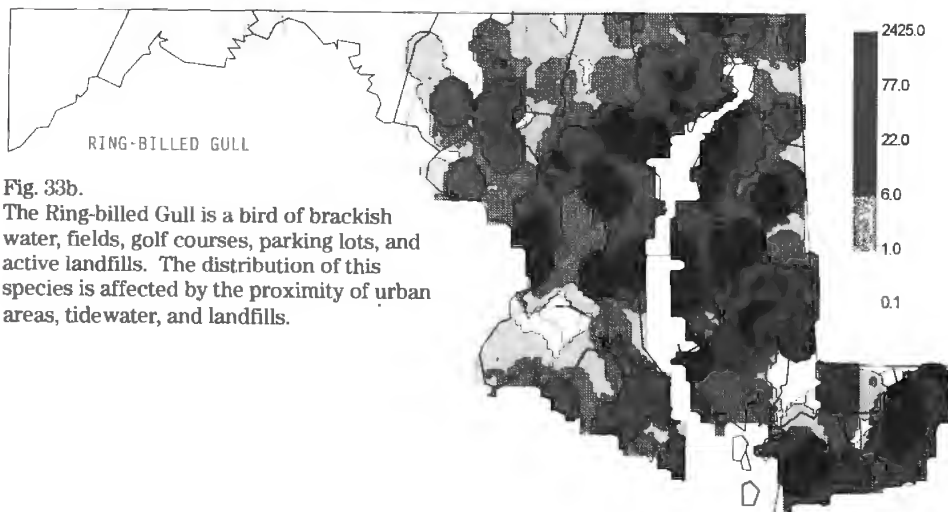 RING-BILLED GULL
Fig. 33b.
The Ring-billed Gull is a bird of brackish
water, fields, golf courses, parking lots, and
active landfills. The distribution of this
species is affected by the proximity of urban
areas, tidewater, and landfills.
2425.0
77.0
22.0
6.0
1.0
0.1